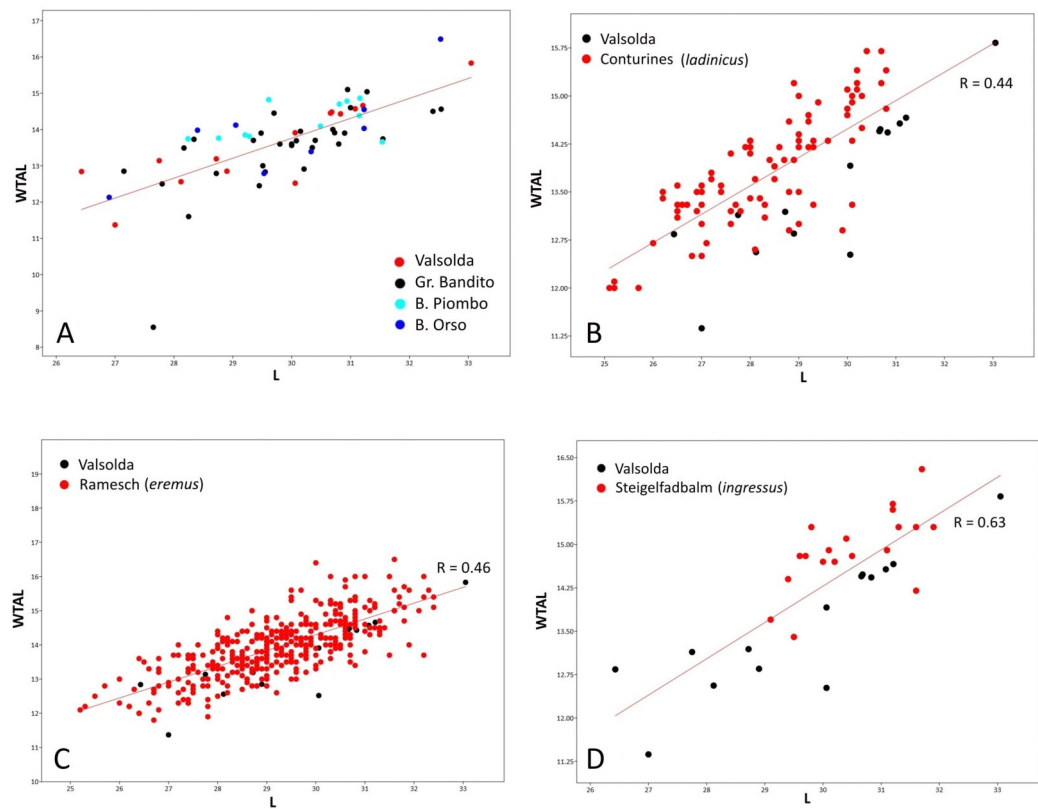 17
16
15
14
13
12
11
10
9
8
WTAL
Valsolda
Gr. Bandito
B. Piombo
B. Orso
A
26 27 28 29 30 31 32 33
L
15.75
15.00
14.25
13.50
12.75
12.00
11.25
WTAL
Valsolda
Conturines (ladinicus)
R = 0.44
B
25 26 27 28 29 30 31 32 33
L
19
18
17
16
15
14
13
12
11
10
WTAL
Valsolda
Ramesch (eremus)
R = 0.46
C
25 26 27 28 29 30 31 32 33
L
16.50
15.75
15.00
14.25
13.50
12.75
12.00
11.25
WTAL
Valsolda
Steigelfadbalm (ingressus)
R = 0.63
D
26 27 28 29 30 31 32 33
L